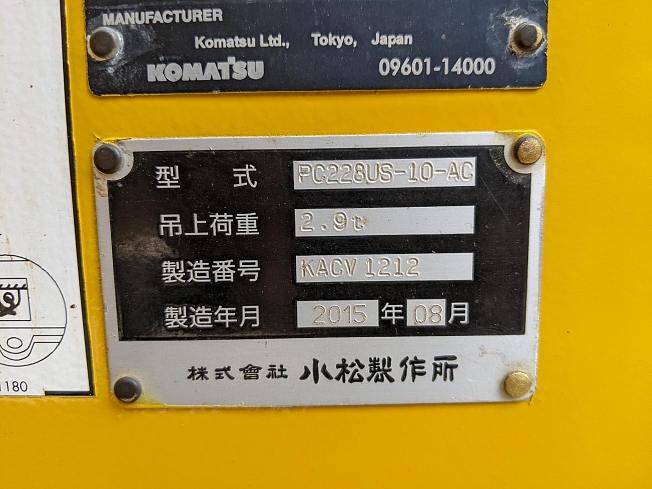 MANUFACTURER
Komatsu Ltd., Tokyo, Japan
KOMATSU 09601-14000
型 式 PC228US-10-AC
吊上荷重 2.9t
製造番号 KACV 1212
製造年月 2015 年 08 月
株式會社 小松製作所
1180